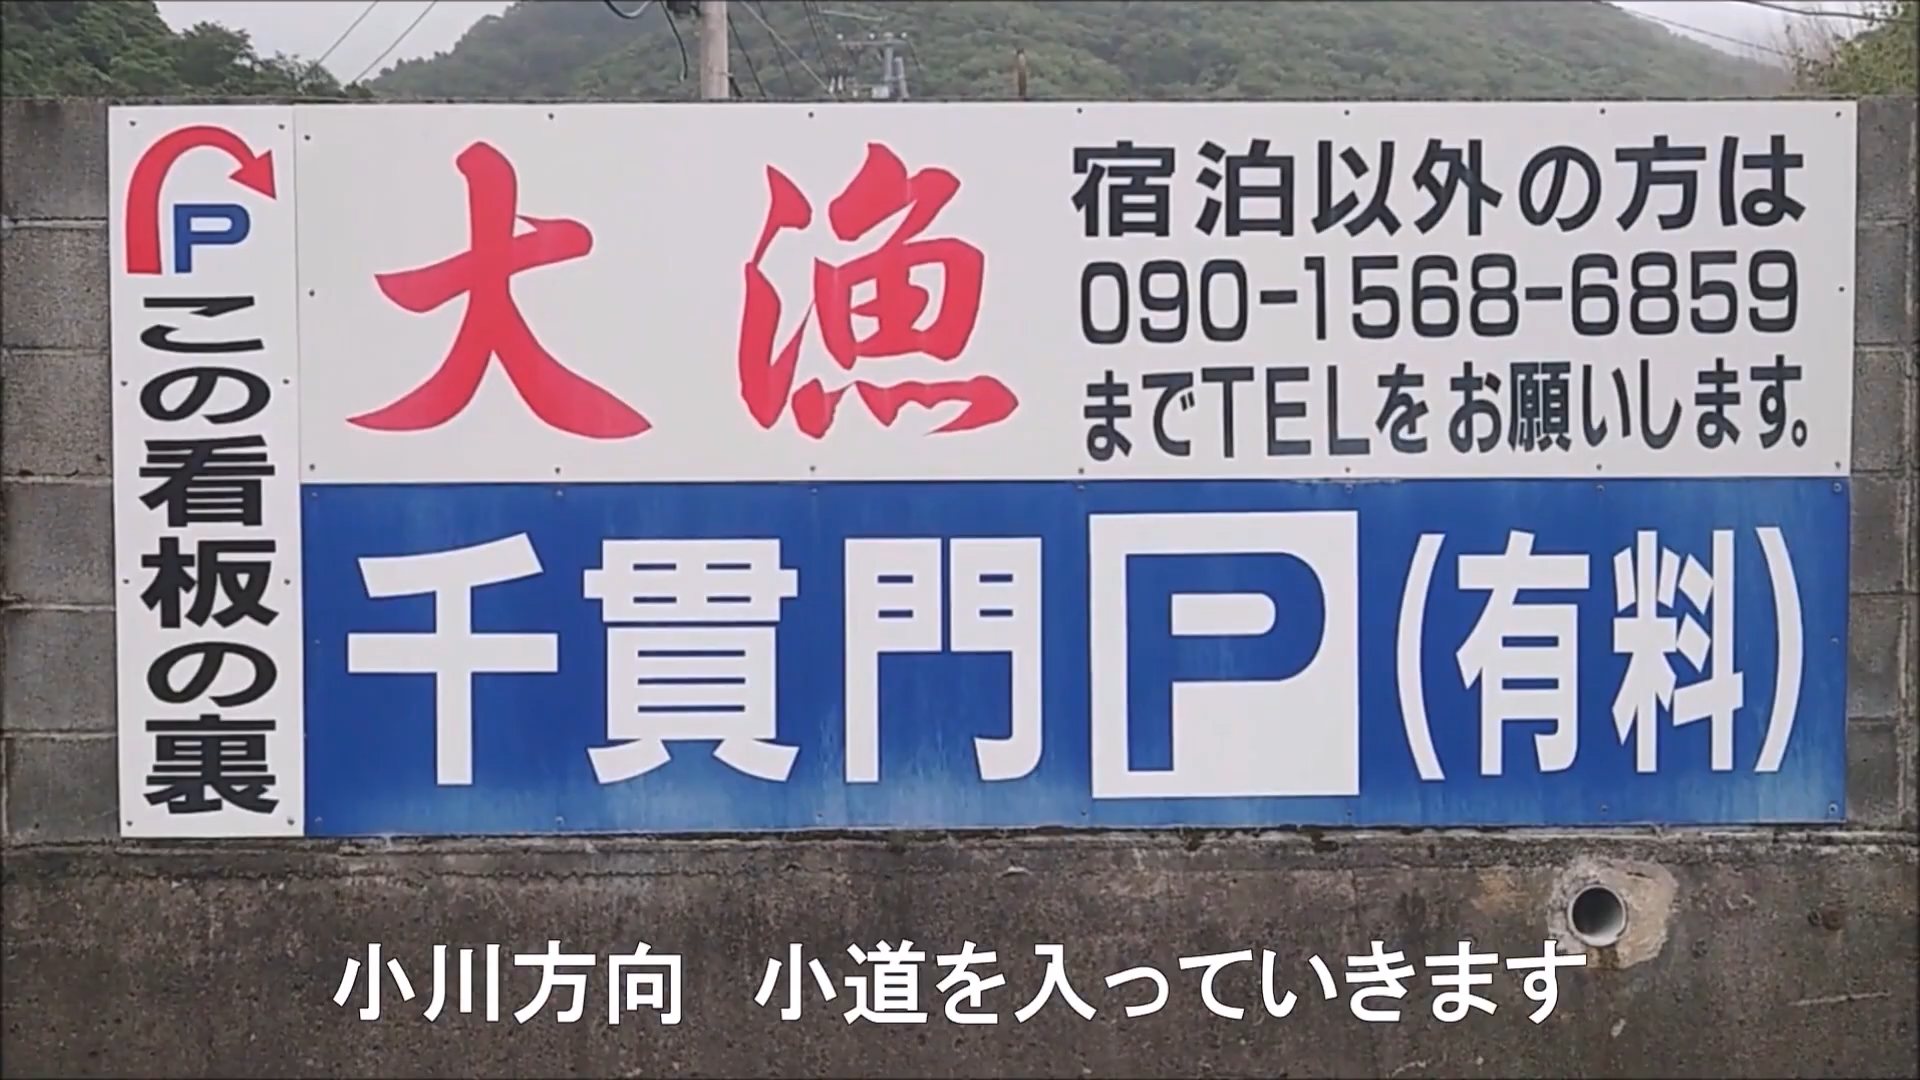 P
この看板の裏
大漁
宿泊以外の方は
090-1568-6859
までTELをお願いします。
千貫門P(有料)
小川方向 小道を入っていきます